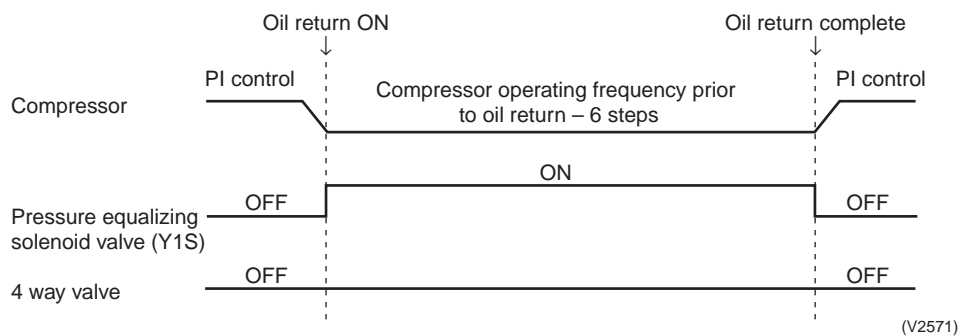 Oil return ON
Oil return complete
↓
↓
PI control
PI control
Compressor
Compressor operating frequency prior
to oil return – 6 steps
ON
OFF
OFF
Pressure equalizing
solenoid valve (Y1S)
OFF
OFF
4 way valve
(V2571)